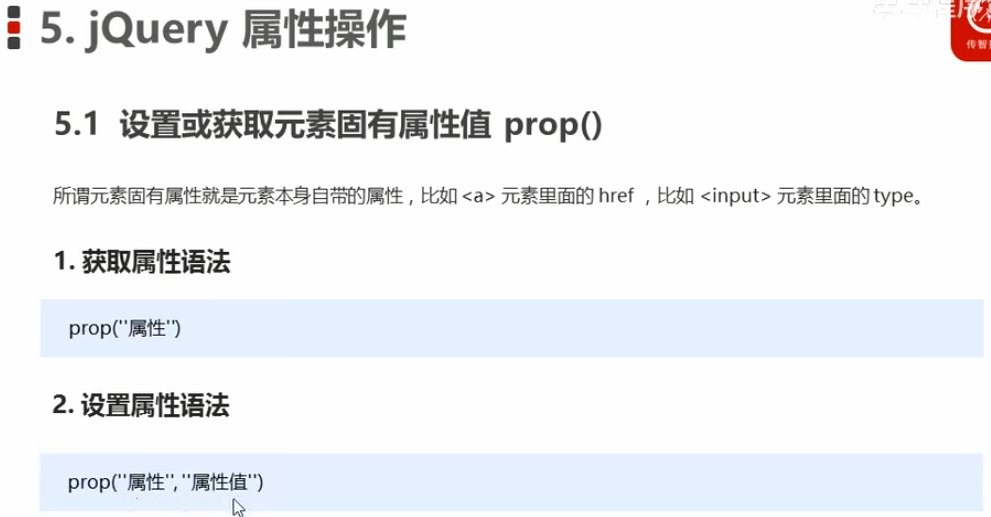 5. jQuery 属性操作
传智
5.1 设置或获取元素固有属性值 prop()
所谓元素固有属性就是元素本身自带的属性，比如 <a> 元素里面的 href ，比如 <input> 元素里面的 type。
1. 获取属性语法
prop(''属性'')
2. 设置属性语法
prop(''属性'', ''属性值'')